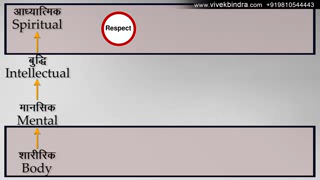 www.vivekbindra.com +919810544443
आध्यात्मिक
Spiritual
Respect
बुद्धि
Intellectual
मानसिक
Mental
शारीरिक
Body